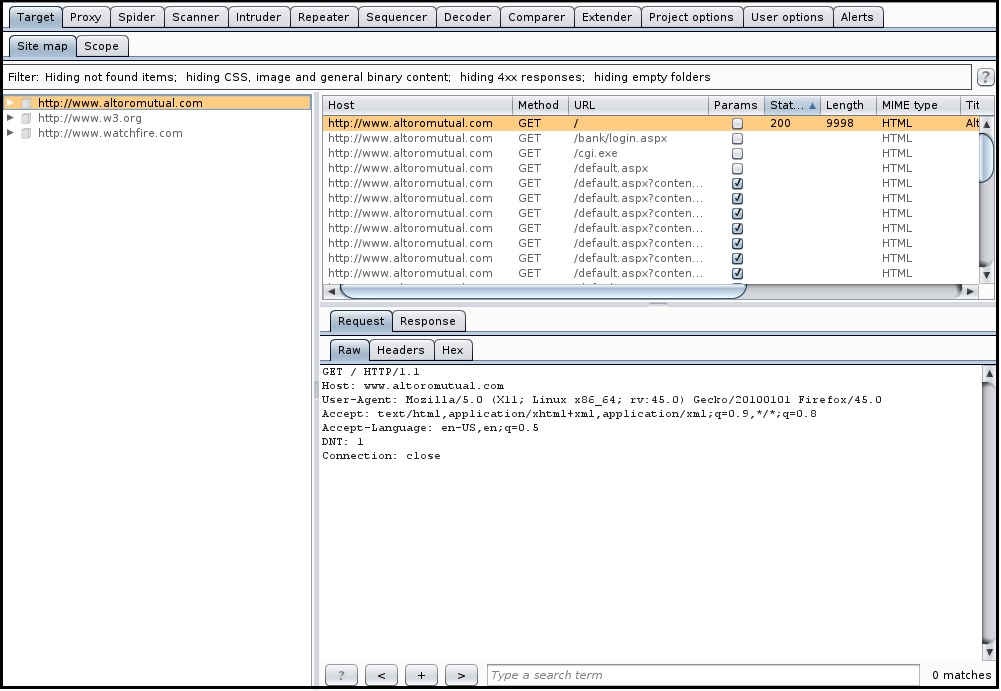 Target Proxy Spider Scanner Intruder Repeater Sequencer Decoder Comparer Extender Project options User options Alerts
Site map Scope
Filter: Hiding not found items; hiding CSS, image and general binary content; hiding 4xx responses; hiding empty folders
?
http://www.altoromutual.com
http://www.w3.org
http://www.watchfire.com
Host Method URL Params Stat... Length MIME type Tit
http://www.altoromutual.com GET / 200 9998 HTML Alt
http://www.altoromutual.com GET /bank/login.aspx HTML
http://www.altoromutual.com GET /cgi.exe HTML
http://www.altoromutual.com GET /default.aspx HTML
http://www.altoromutual.com GET /default.aspx?conten... HTML
http://www.altoromutual.com GET /default.aspx?conten... HTML
http://www.altoromutual.com GET /default.aspx?conten... HTML
http://www.altoromutual.com GET /default.aspx?conten... HTML
http://www.altoromutual.com GET /default.aspx?conten... HTML
http://www.altoromutual.com GET /default.aspx?conten... HTML
http://www.altoromutual.com GET /default.aspx?conten... HTML
Request Response
Raw Headers Hex
GET / HTTP/1.1
Host: www.altoromutual.com
User-Agent: Mozilla/5.0 (X11; Linux x86_64; rv:45.0) Gecko/20100101 Firefox/45.0
Accept: text/html,application/xhtml+xml,application/xml;q=0.9,*/*;q=0.8
Accept-Language: en-US,en;q=0.5
DNT: 1
Connection: close
? < + > Type a search term 0 matches